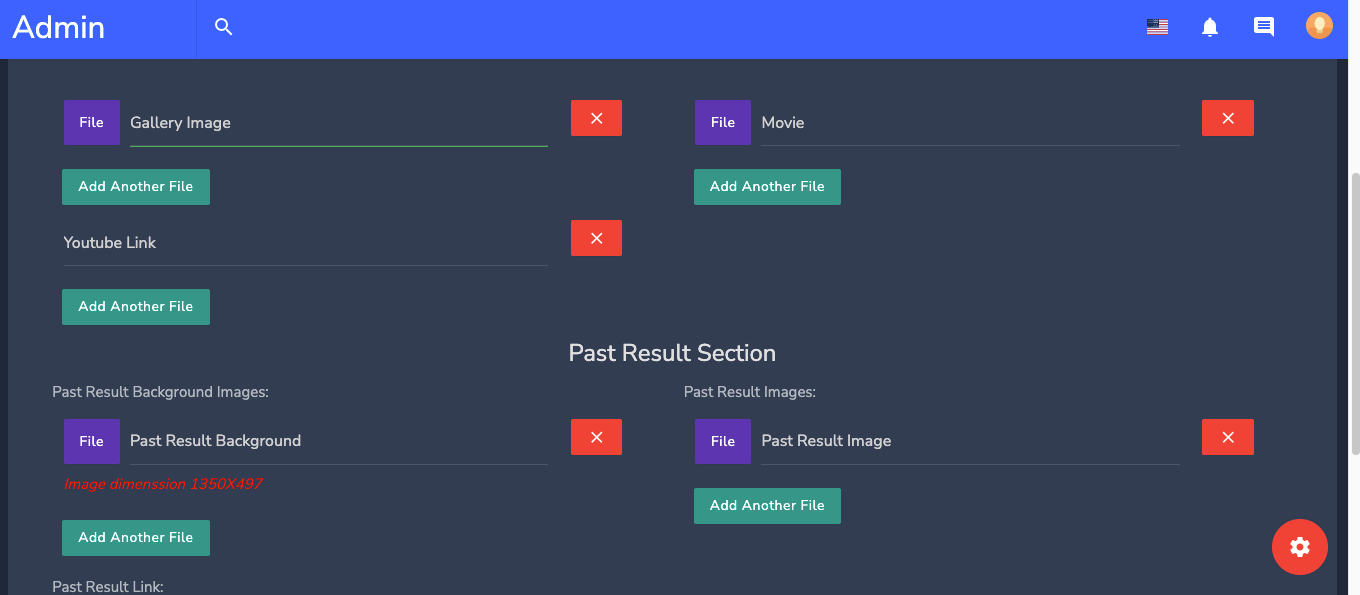 Admin
File Gallery Image
File Movie
Add Another File
Add Another File
Youtube Link
Add Another File
Past Result Section
Past Result Background Images:
Past Result Images:
File Past Result Background
File Past Result Image
Image dimenssion 1350X497
Add Another File
Add Another File
Past Result Link: